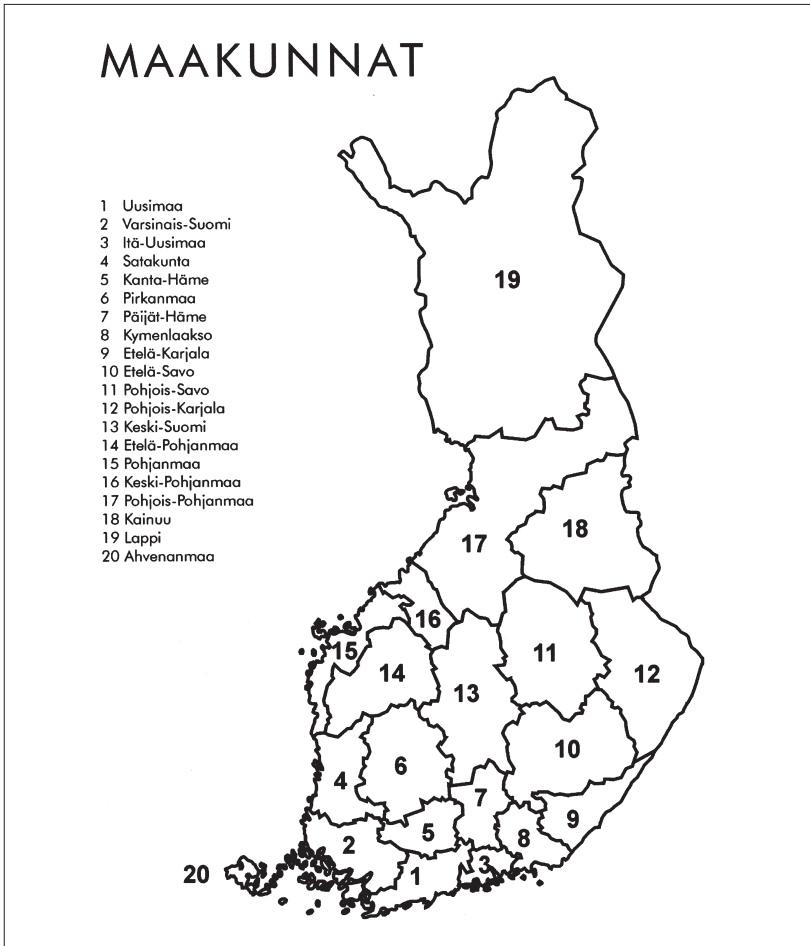 MAAKUNNAT
1 Uusimaa
2 Varsinais-Suomi
3 Itä-Uusimaa
4 Satakunta
5 Kanta-Häme
6 Pirkanmaa
7 Päijät-Häme
8 Kymenlaakso
9 Etelä-Karjala
10 Etelä-Savo
11 Pohjois-Savo
12 Pohjois-Karjala
13 Keski-Suomi
14 Etelä-Pohjanmaa
15 Pohjanmaa
16 Keski-Pohjanmaa
17 Pohjois-Pohjanmaa
18 Kainuu
19 Lappi
20 Ahvenanmaa
19
18
17
16
15
11
14
12
13
10
6
4
7
9
5
8
2
3
20
1